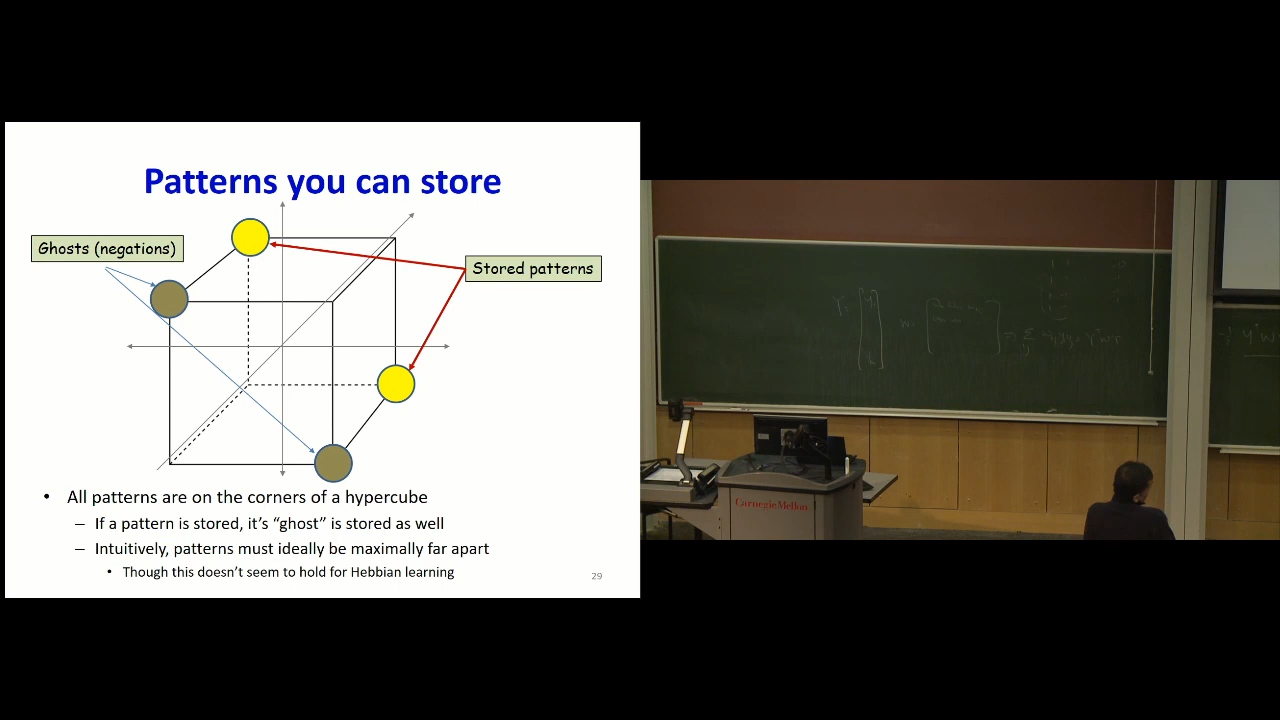 Patterns you can store
Ghosts (negations)
Stored patterns
• All patterns are on the corners of a hypercube
– If a pattern is stored, it’s “ghost” is stored as well
– Intuitively, patterns must ideally be maximally far apart
• Though this doesn’t seem to hold for Hebbian learning
29
CarnegieMellon